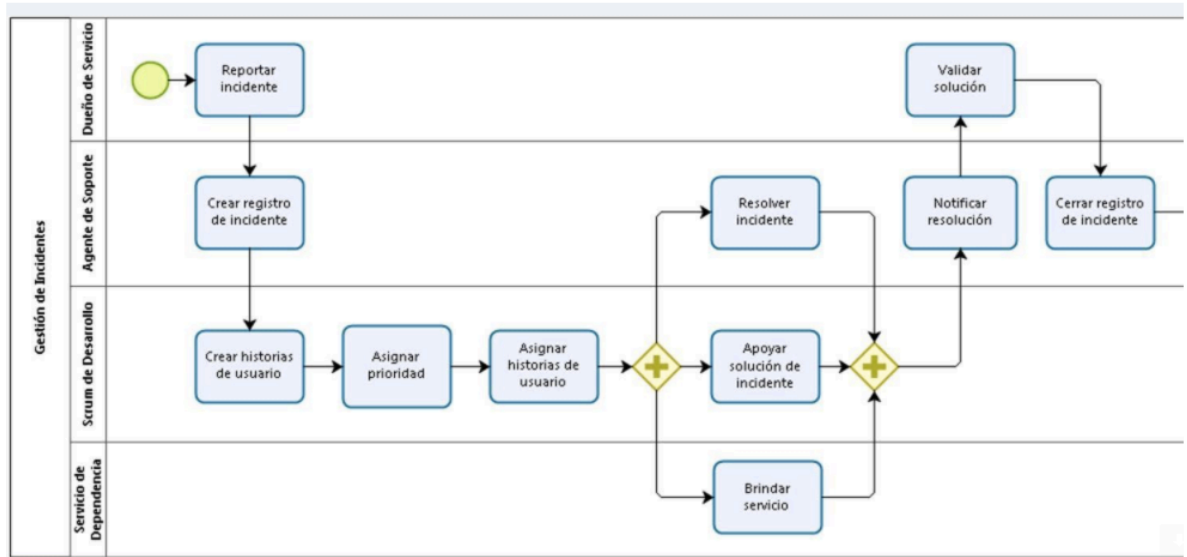 Gestión de Incidentes
Dueño de Servicio
Reportar
incidente
Validar
solución
Agente de Soporte
Crear registro
de incidente
Resolver
incidente
Notificar
resolución
Cerrar registro
de incidente
Scrum de Desarrollo
Crear historias
de usuario
Asignar
prioridad
Asignar
historias de
usuario
Apoyar
solución de
incidente
Servicio de
Dependencia
Brindar
servicio